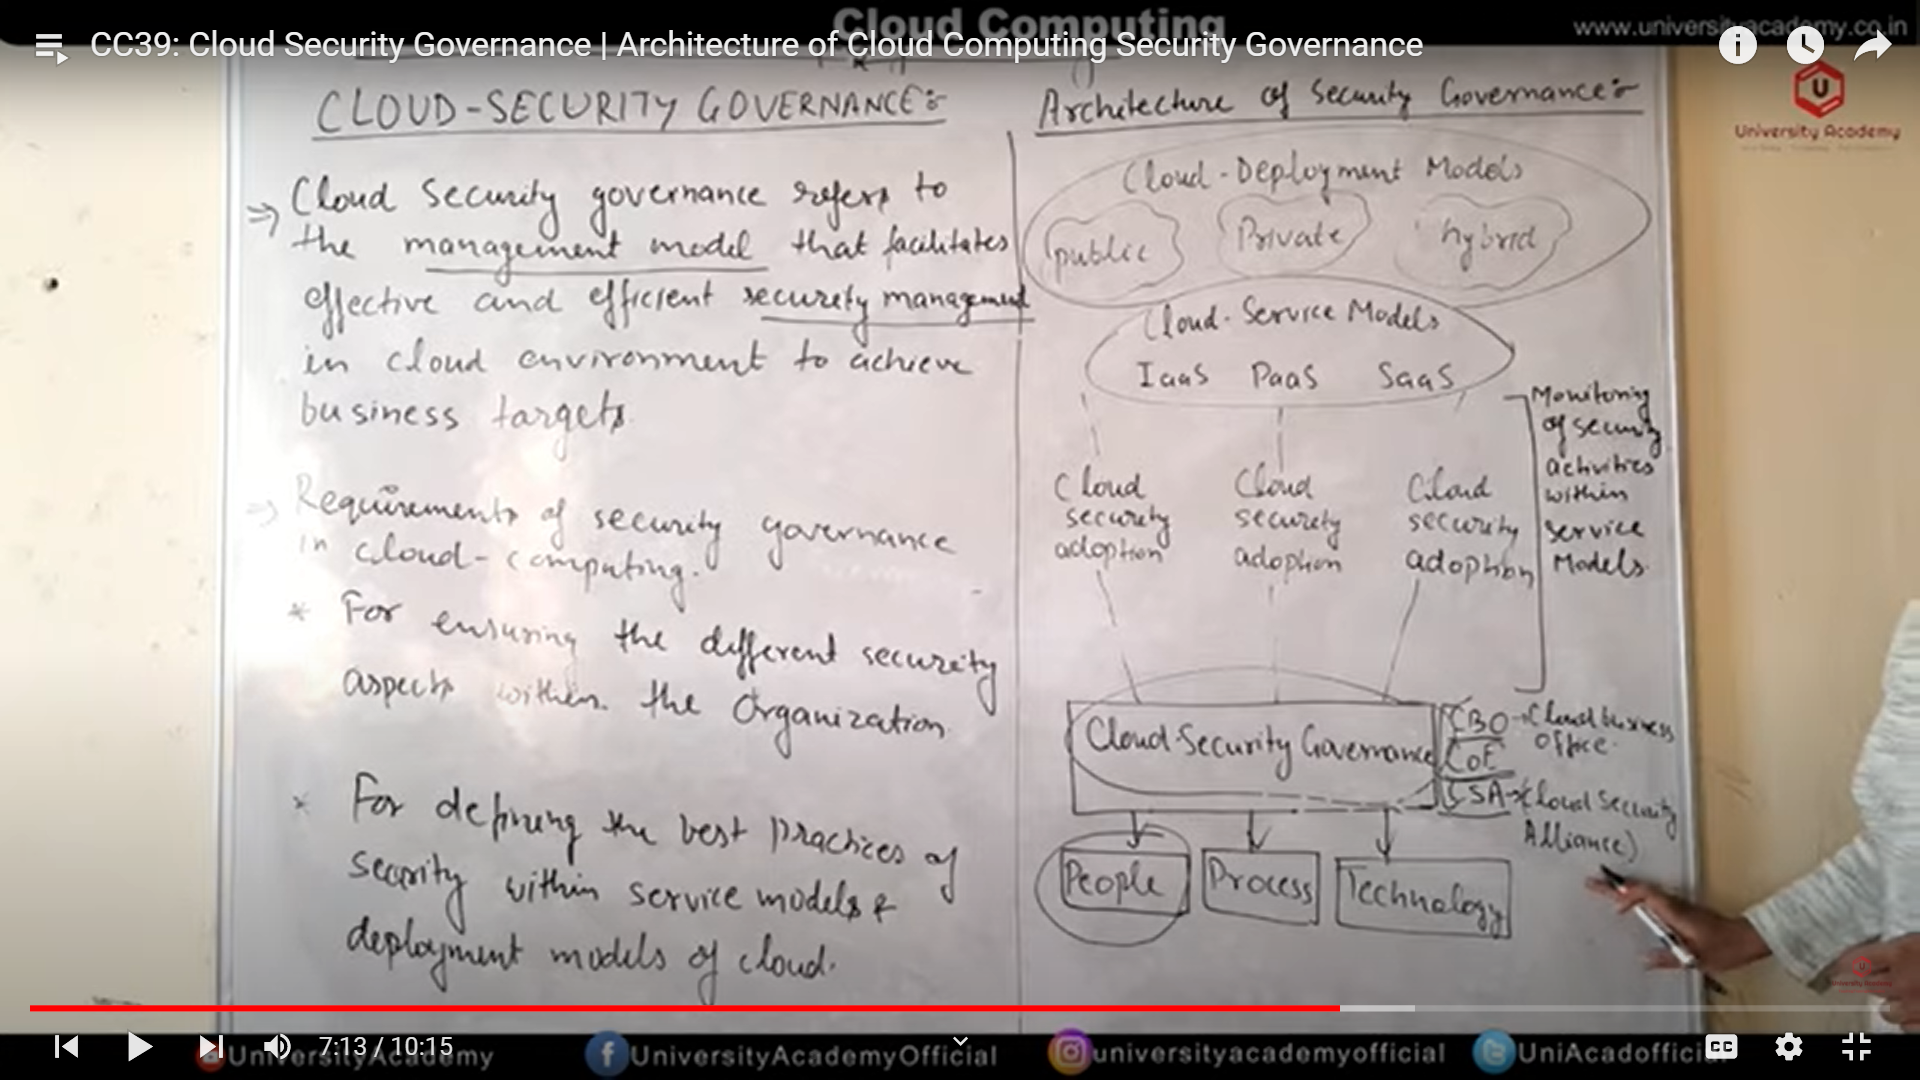 Cloud Computing
www.universityacademy.co.in
CC39: Cloud Security Governance | Architecture of Cloud Computing Security Governance
University Academy
CLOUD-SECURITY GOVERNANCE:-
⇒ Cloud Security governance refers to
the management model that facilitates
effective and efficient security management
in cloud environment to achieve
business targets.
⇒ Requirements of security governance
in cloud-computing.
* For ensuring the different security
aspects within the Organization
* For defining the best practices of
security within service models &
deployment models of cloud.
Architecture of Security Governance:-
Cloud-Deployment Models
public Private hybrid
Cloud-Service Models
IaaS PaaS SaaS
Cloud
security
adoption
Cloud
security
adoption
Cloud
security
adoption
Monitoring
of security
activities
within
service
Models
Cloud-Security Governance
CBO → Cloud business
Office.
CoE
CSA → (Cloud Security
Alliance)
People Process Technology
7:13 / 10:15
UniversityAcademy
UniversityAcademyOfficial
universityacademyofficial
UniAcadofficial
CC